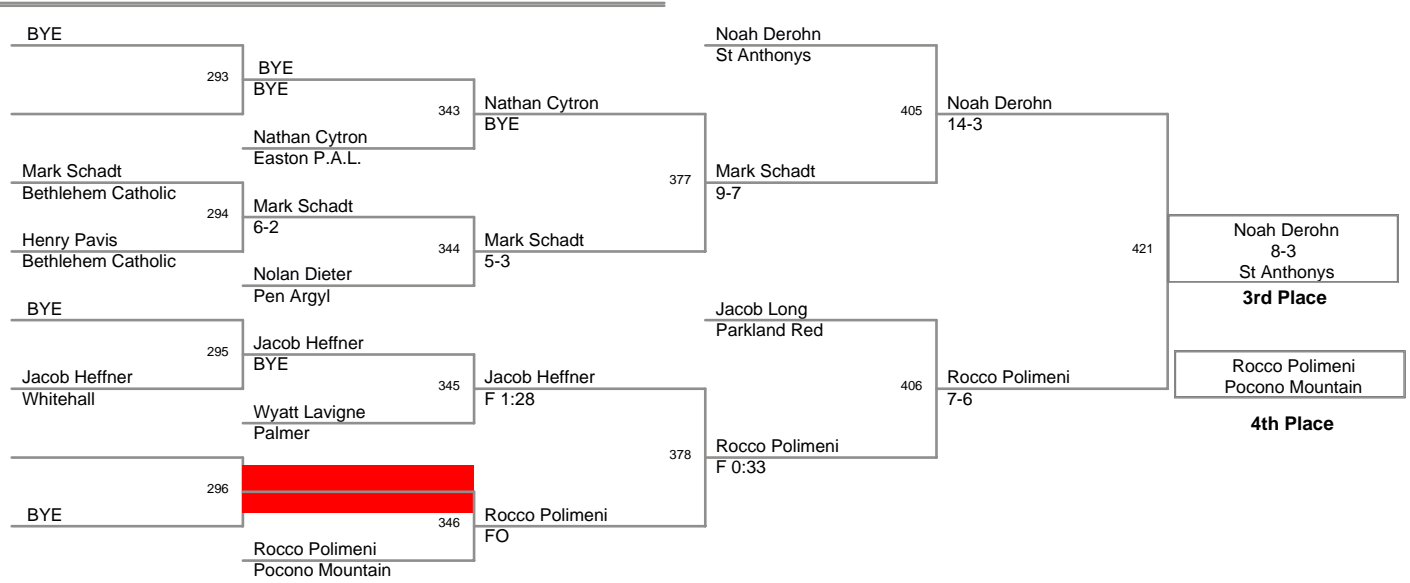 BYE
293
Mark Schadt
Bethlehem Catholic
294
Henry Pavis
Bethlehem Catholic
BYE
295
Jacob Heffner
Whitehall
296
BYE
BYE
BYE
343
Nathan Cytron
Easton P.A.L.
Mark Schadt
6-2
344
Nolan Dieter
Pen Argyl
Jacob Heffner
BYE
345
Wyatt Lavigne
Palmer
346
Rocco Polimeni
Pocono Mountain
Nathan Cytron
BYE
377
Mark Schadt
5-3
Jacob Heffner
F 1:28
378
Rocco Polimeni
FO
Noah Derohn
St Anthonys
405
Mark Schadt
9-7
Jacob Long
Parkland Red
406
Rocco Polimeni
F 0:33
Noah Derohn
14-3
421
Rocco Polimeni
7-6
Noah Derohn
8-3
St Anthonys
3rd Place
Rocco Polimeni
Pocono Mountain
4th Place